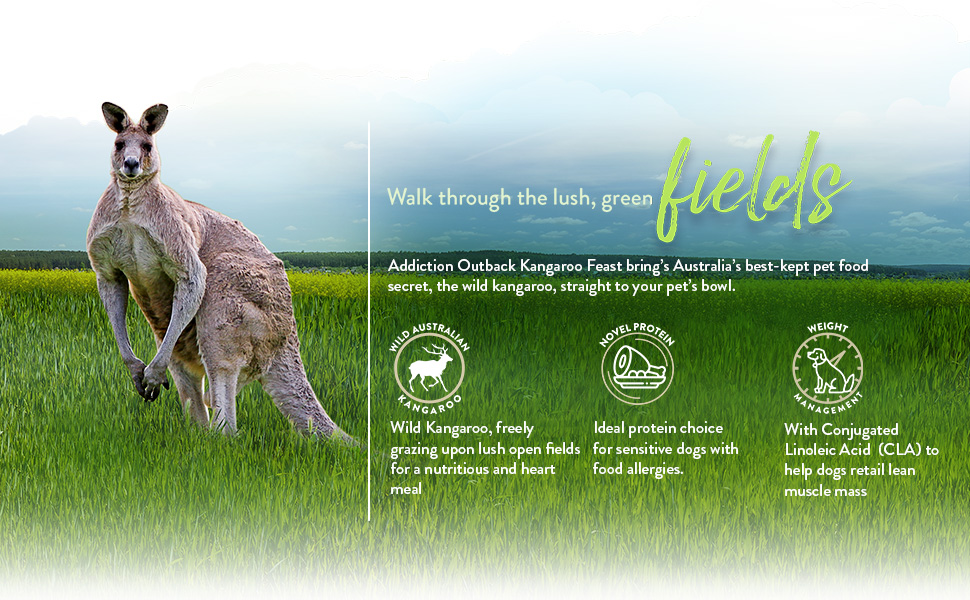 Walk through the lush, green fields
Addiction Outback Kangaroo Feast bring's Australia's best-kept pet food
secret, the wild kangaroo, straight to your pet's bowl.
WILD AUSTRALIAN
KANGAROO
Wild Kangaroo, freely
grazing upon lush open fields
for a nutritious and heart
meal
NOVEL PROTEIN
Ideal protein choice
for sensitive dogs with
food allergies.
WEIGHT
MANAGEMENT
With Conjugated
Linoleic Acid (CLA) to
help dogs retail lean
muscle mass